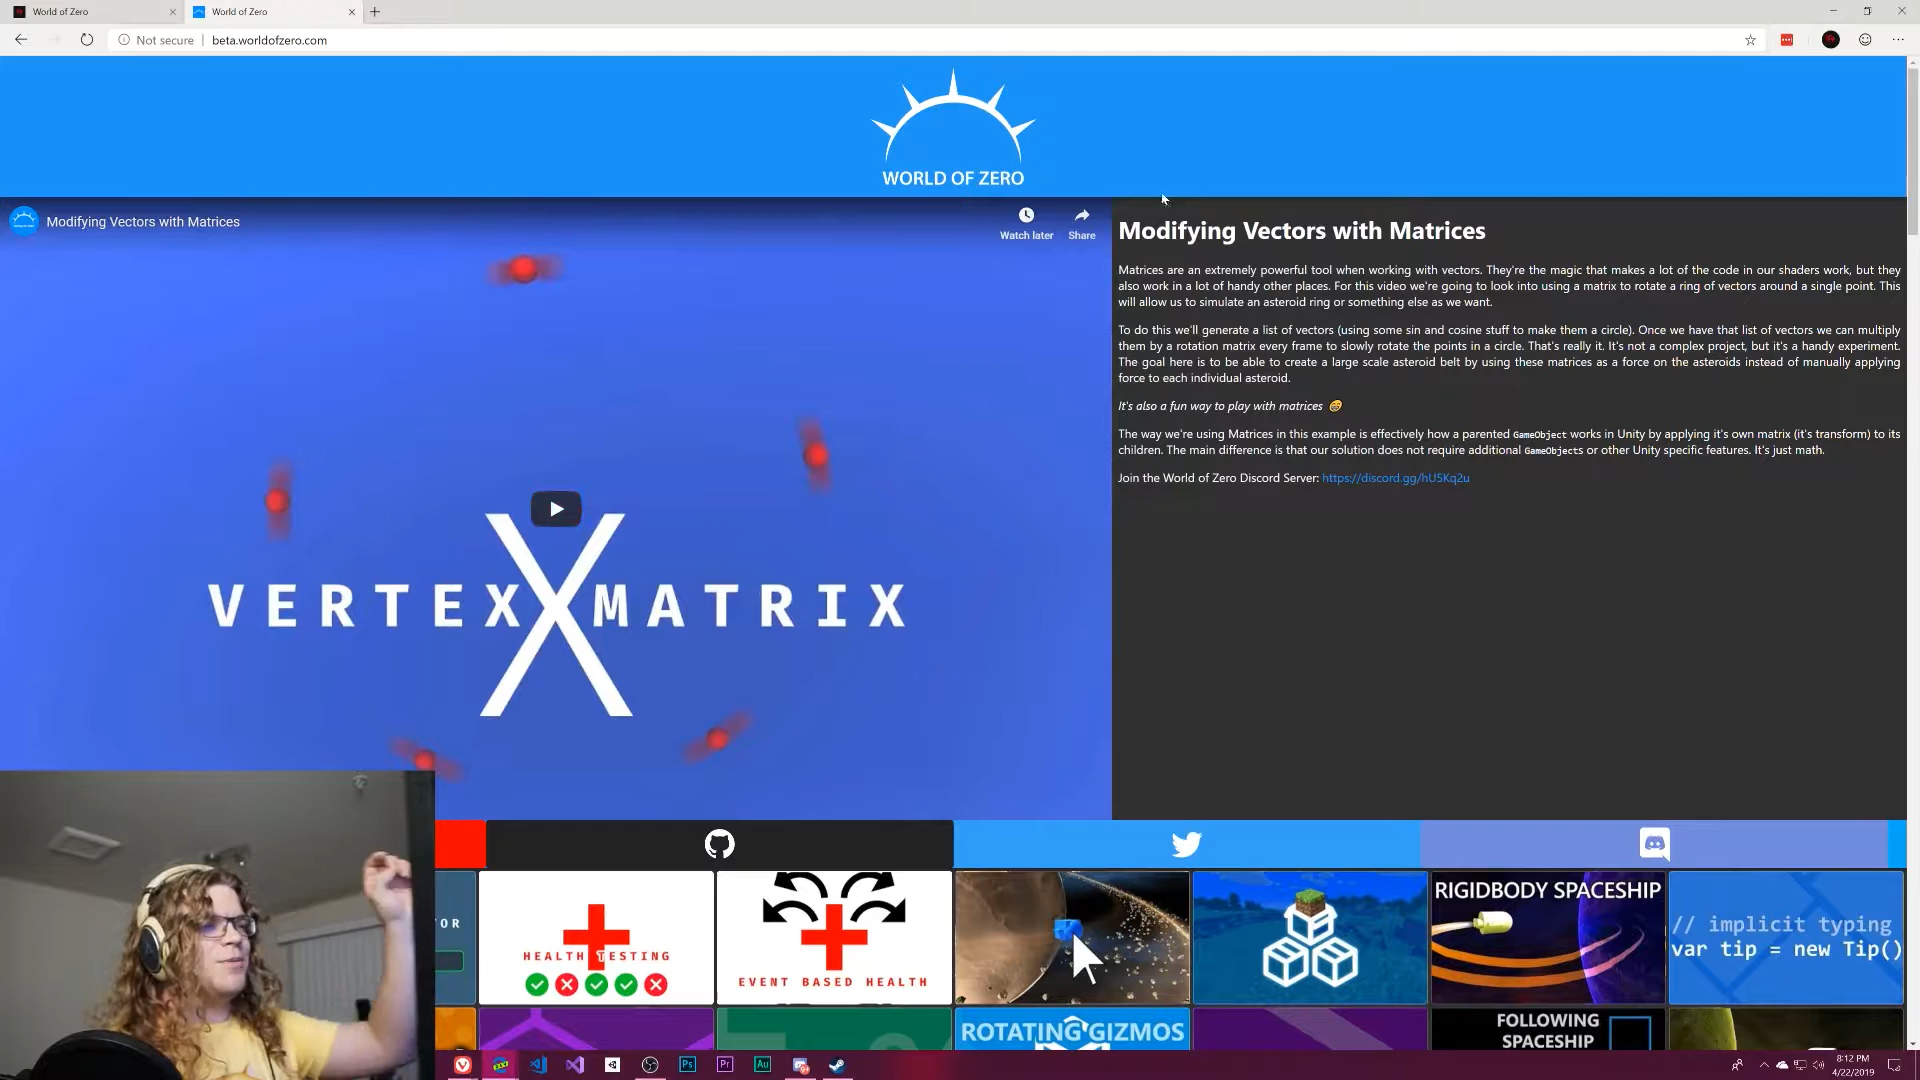 World of Zero
World of Zero
Not secure
beta.worldofzero.com
WORLD OF ZERO
Modifying Vectors with Matrices
Watch later
Share
VERTEX X MATRIX
Modifying Vectors with Matrices
Matrices are an extremely powerful tool when working with vectors. They're the magic that makes a lot of the code in our shaders work, but they
also work in a lot of handy other places. For this video we're going to look into using a matrix to rotate a ring of vectors around a single point. This
will allow us to simulate an asteroid ring or something else as we want.
To do this we'll generate a list of vectors (using some sin and cosine stuff to make them a circle). Once we have that list of vectors we can multiply
them by a rotation matrix every frame to slowly rotate the points in a circle. That's really it. It's not a complex project, but it's a handy experiment.
The goal here is to be able to create a large scale asteroid belt by using these matrices as a force on the asteroids instead of manually applying
force to each individual asteroid.
It's also a fun way to play with matrices 😄
The way we're using Matrices in this example is effectively how a parented GameObject works in Unity by applying it's own matrix (it's transform) to its
children. The main difference is that our solution does not require additional GameObjects or other Unity specific features. It's just math.
Join the World of Zero Discord Server: https://discord.gg/hU5Kq2u
OR
HEALTH TESTING
EVENT BASED HEALTH
RIGIDBODY SPACESHIP
// implicit typing
var tip = new Tip()
ROTATING GIZMOS
FOLLOWING
SPACESHIP
Ps
Pr
Au
8:12 PM
4/22/2019